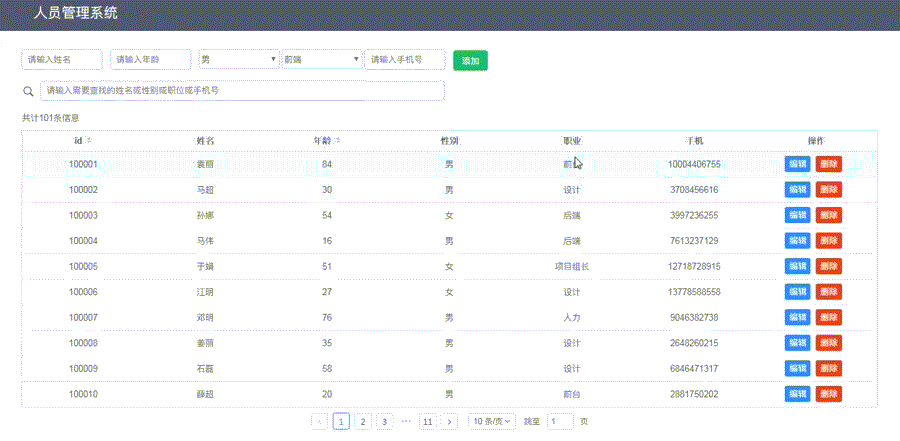 人员管理系统
请输入姓名 请输入年龄 男 前端 请输入手机号 添加
请输入需要查找的姓名或性别或职位或手机号
共计101条信息
id 姓名 年龄 性别 职业 手机 操作
100001 袁丽 84 男 前 10004406755 编辑 删除
100002 马超 30 男 设计 3708456616 编辑 删除
100003 孙娜 54 女 后端 3997236255 编辑 删除
100004 马伟 16 男 后端 7613237129 编辑 删除
100005 于娟 51 女 项目组长 12718728915 编辑 删除
100006 江明 27 女 设计 13778588558 编辑 删除
100007 邓明 76 男 人力 9046382738 编辑 删除
100008 姜丽 35 男 设计 2648260215 编辑 删除
100009 石磊 58 男 设计 6846471317 编辑 删除
100010 薛超 20 男 前台 2881750202 编辑 删除
‹ 1 2 3 ••• 11 › 10 条/页 跳至 1 页